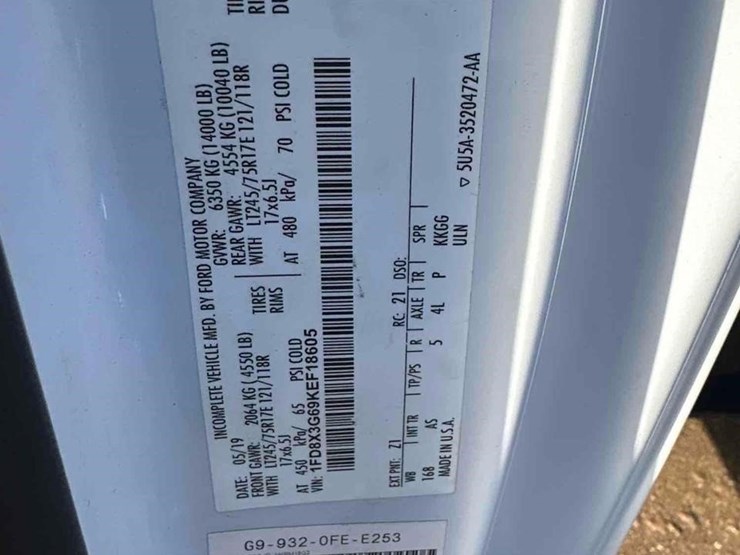 INCOMPLETE VEHICLE MFD. BY FORD MOTOR COMPANY
DATE: 05/19 GVWR: 6350 KG (14000 LB)
FRONT GAWR: 2064 KG (4550 LB) REAR GAWR: 4554 KG (10040 LB)
WITH LT245/75R17E 121/118R TIRES WITH LT245/75R17E 121/118R TI
17x6.5J RIMS 17x6.5J RI
AT 450 kPa/ 65 PSI COLD AT 480 kPa/ 70 PSI COLD DU
VIN: 1FD8X3G69KEF18605
EXT PNT: Z1 RC: 21 DSO:
WB INT TR TP/PS R AXLE TR SPR
168 AS 5 4L P KKGG
MADE IN U.S.A. ULN
▽ 5U5A-3520472-AA
G9-932-0FE-E253